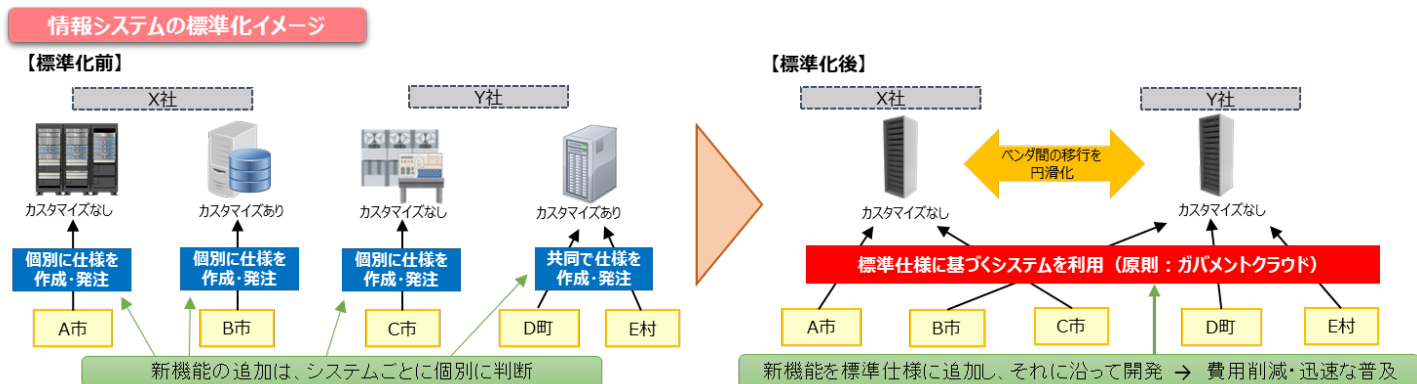 情報システムの標準化イメージ
【標準化前】
X社
Y社
カスタマイズなし
カスタマイズあり
カスタマイズなし
カスタマイズあり
個別に仕様を
作成・発注
個別に仕様を
作成・発注
個別に仕様を
作成・発注
共同で仕様を
作成・発注
A市
B市
C市
D町
E村
新機能の追加は、システムごとに個別に判断
【標準化後】
X社
Y社
ベンダ間の移行を
円滑化
カスタマイズなし
カスタマイズなし
標準仕様に基づくシステムを利用（原則：ガバメントクラウド）
A市
B市
C市
D町
E村
新機能を標準仕様に追加し、それに沿って開発 → 費用削減・迅速な普及